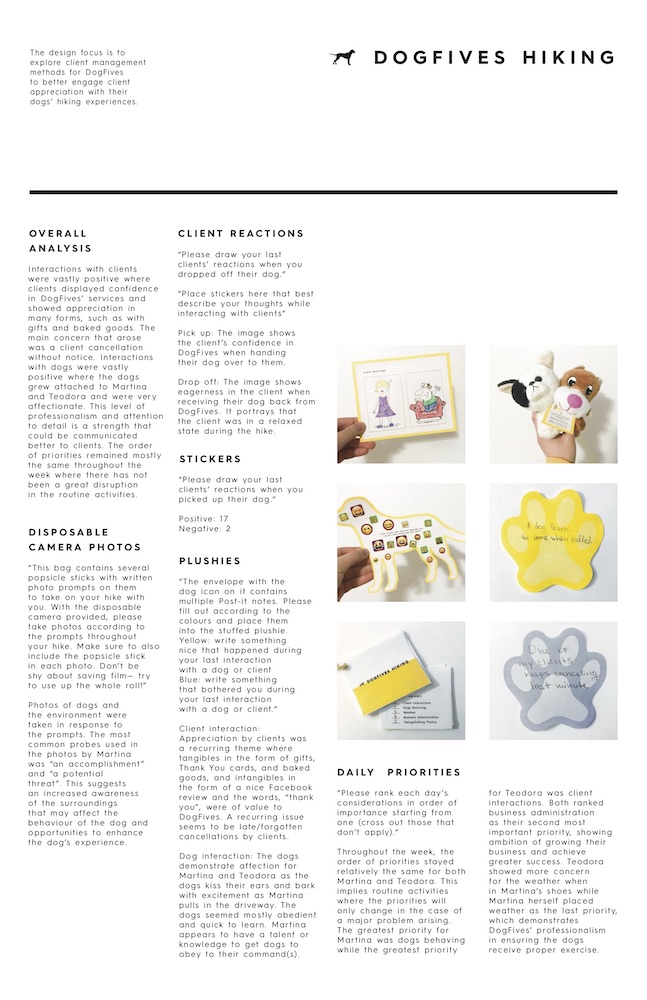 The design focus is to
explore client management
methods for DogFives
to better engage client
appreciation with their
dogs' hiking experiences.
DOGFIVES HIKING
OVERALL
ANALYSIS
Interactions with clients
were vastly positive where
clients displayed confidence
in DogFives' services and
showed appreciation in
many forms, such as with
gifts and baked goods. The
main concern that arose
was a client cancellation
without notice. Interactions
with dogs were vastly
positive where the dogs
grew attached to Martina
and Teodora and were very
affectionate. This level of
professionalism and attention
to detail is a strength that
could be communicated
better to clients. The order
of priorities remained mostly
the same throughout the
week where there has not
been a great disruption
in the routine activities.
DISPOSABLE
CAMERA PHOTOS
"This bag contains several
popsicle sticks with written
photo prompts on them
to take on your hike with
you. With the disposable
camera provided, please
take photos according to
the prompts throughout
your hike. Make sure to also
include the popsicle stick
in each photo. Don't be
shy about saving film— try
to use up the whole roll!"
Photos of dogs and
the environment were
taken in response to
the prompts. The most
common probes used in
the photos by Martina
was "an accomplishment"
and "a potential
threat". This suggests
an increased awareness
of the surroundings
that may affect the
behaviour of the dog and
opportunities to enhance
the dog's experience.
CLIENT REACTIONS
"Please draw your last
clients' reactions when you
dropped off their dog."
"Place stickers here that best
describe your thoughts while
interacting with clients"
Pick up: The image shows
the client's confidence in
DogFives when handing
their dog over to them.
Drop off: The image shows
eagerness in the client when
receiving their dog back from
DogFives. It portrays that
the client was in a relaxed
state during the hike.
STICKERS
"Please draw your last
clients' reactions when you
picked up their dog."
Positive: 17
Negative: 2
PLUSHIES
"The envelope with the
dog icon on it contains
multiple Post-it notes. Please
fill out according to the
colours and place them
into the stuffed plushie.
Yellow: write something
nice that happened during
your last interaction
with a dog or client
Blue: write something
that bothered you during
your last interaction
with a dog or client."
Client interaction:
Appreciation by clients was
a recurring theme where
tangibles in the form of gifts,
Thank You cards, and baked
goods, and intangibles in
the form of a nice Facebook
review and the words, "thank
you", were of value to
DogFives. A recurring issue
seems to be late/forgotten
cancellations by clients.
Dog interaction: The dogs
demonstrate affection for
Martina and Teodora as the
dogs kiss their ears and bark
with excitement as Martina
pulls in the driveway. The
dogs seemed mostly obedient
and quick to learn. Martina
appears to have a talent or
knowledge to get dogs to
obey to their command(s).
A dog learn
to come when called
DOGFIVES HIKING
Client Interactions
Dogs Behaving
Weather
Business Administration
Taking/Editing Photos
One of
my clients
keeps canceling
last minute
DAILY PRIORITIES
"Please rank each day's
considerations in order of
importance starting from
one (cross out those that
don't apply)."
Throughout the week, the
order of priorities stayed
relatively the same for both
Martina and Teodora. This
implies routine activities
where the priorities will
only change in the case of
a major problem arising.
The greatest priority for
Martina was dogs behaving
while the greatest priority
for Teodora was client
interactions. Both ranked
business administration
as their second most
important priority, showing
ambition of growing their
business and achieve
greater success. Teodora
showed more concern
for the weather when
in Martina's shoes while
Martina herself placed
weather as the last priority,
which demonstrates
DogFives' professionalism
in ensuring the dogs
receive proper exercise.